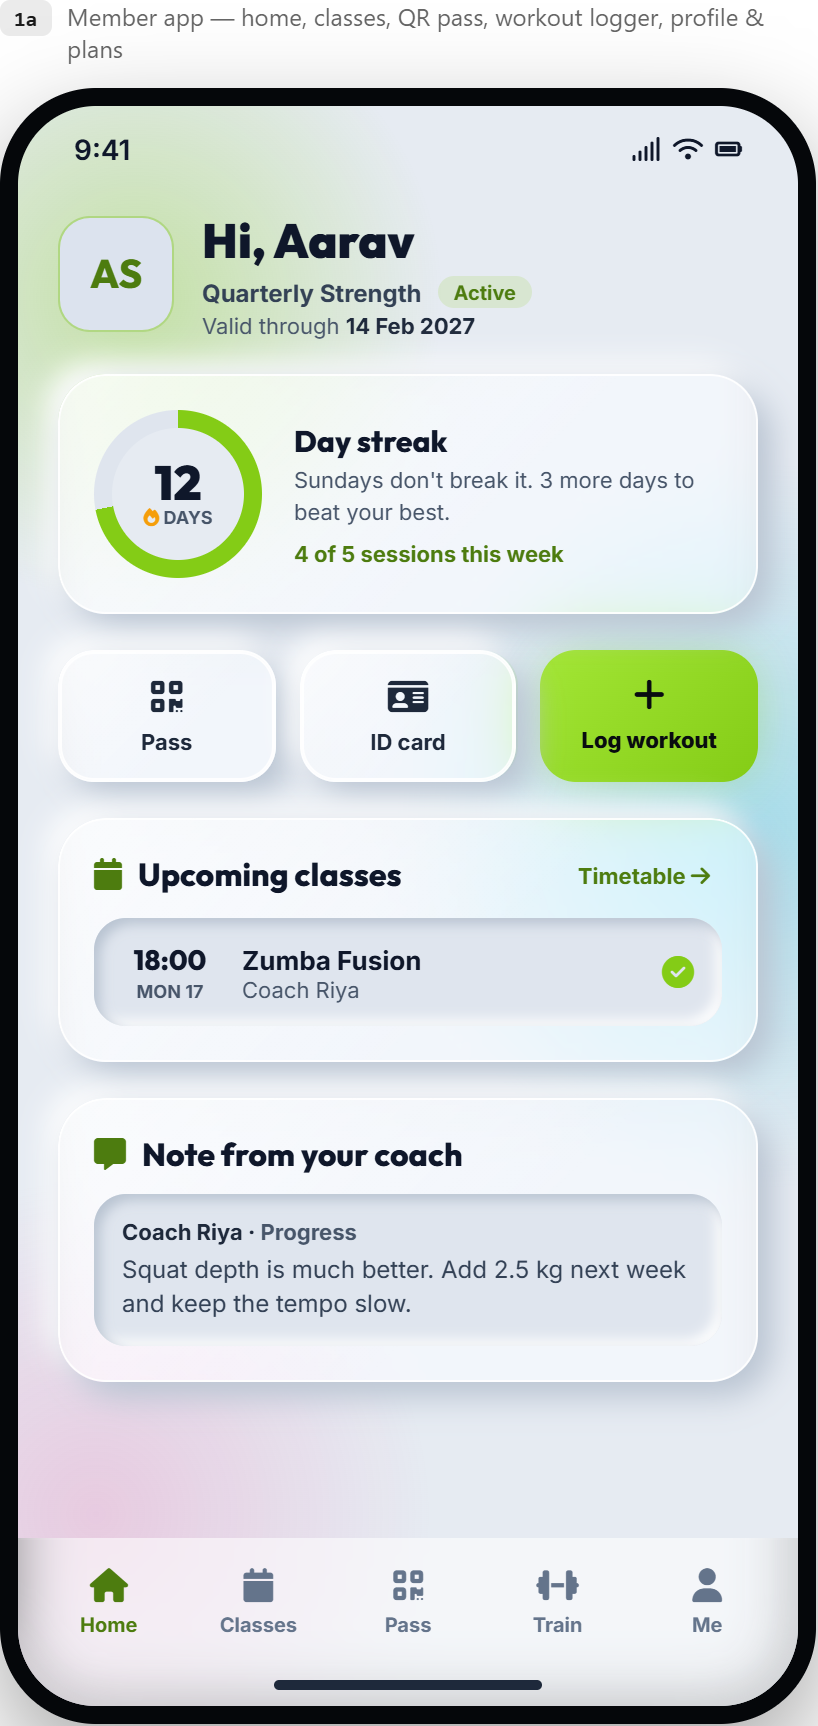 1a
Member app — home, classes, QR pass, workout logger, profile &
plans
9:41
AS
Hi, Aarav
Quarterly Strength
Active
Valid through 14 Feb 2027
12
DAYS
Day streak
Sundays don't break it. 3 more days to
beat your best.
4 of 5 sessions this week
Pass
ID card
Log workout
Upcoming classes
Timetable →
18:00
MON 17
Zumba Fusion
Coach Riya
Note from your coach
Coach Riya · Progress
Squat depth is much better. Add 2.5 kg next week
and keep the tempo slow.
Home
Classes
Pass
Train
Me